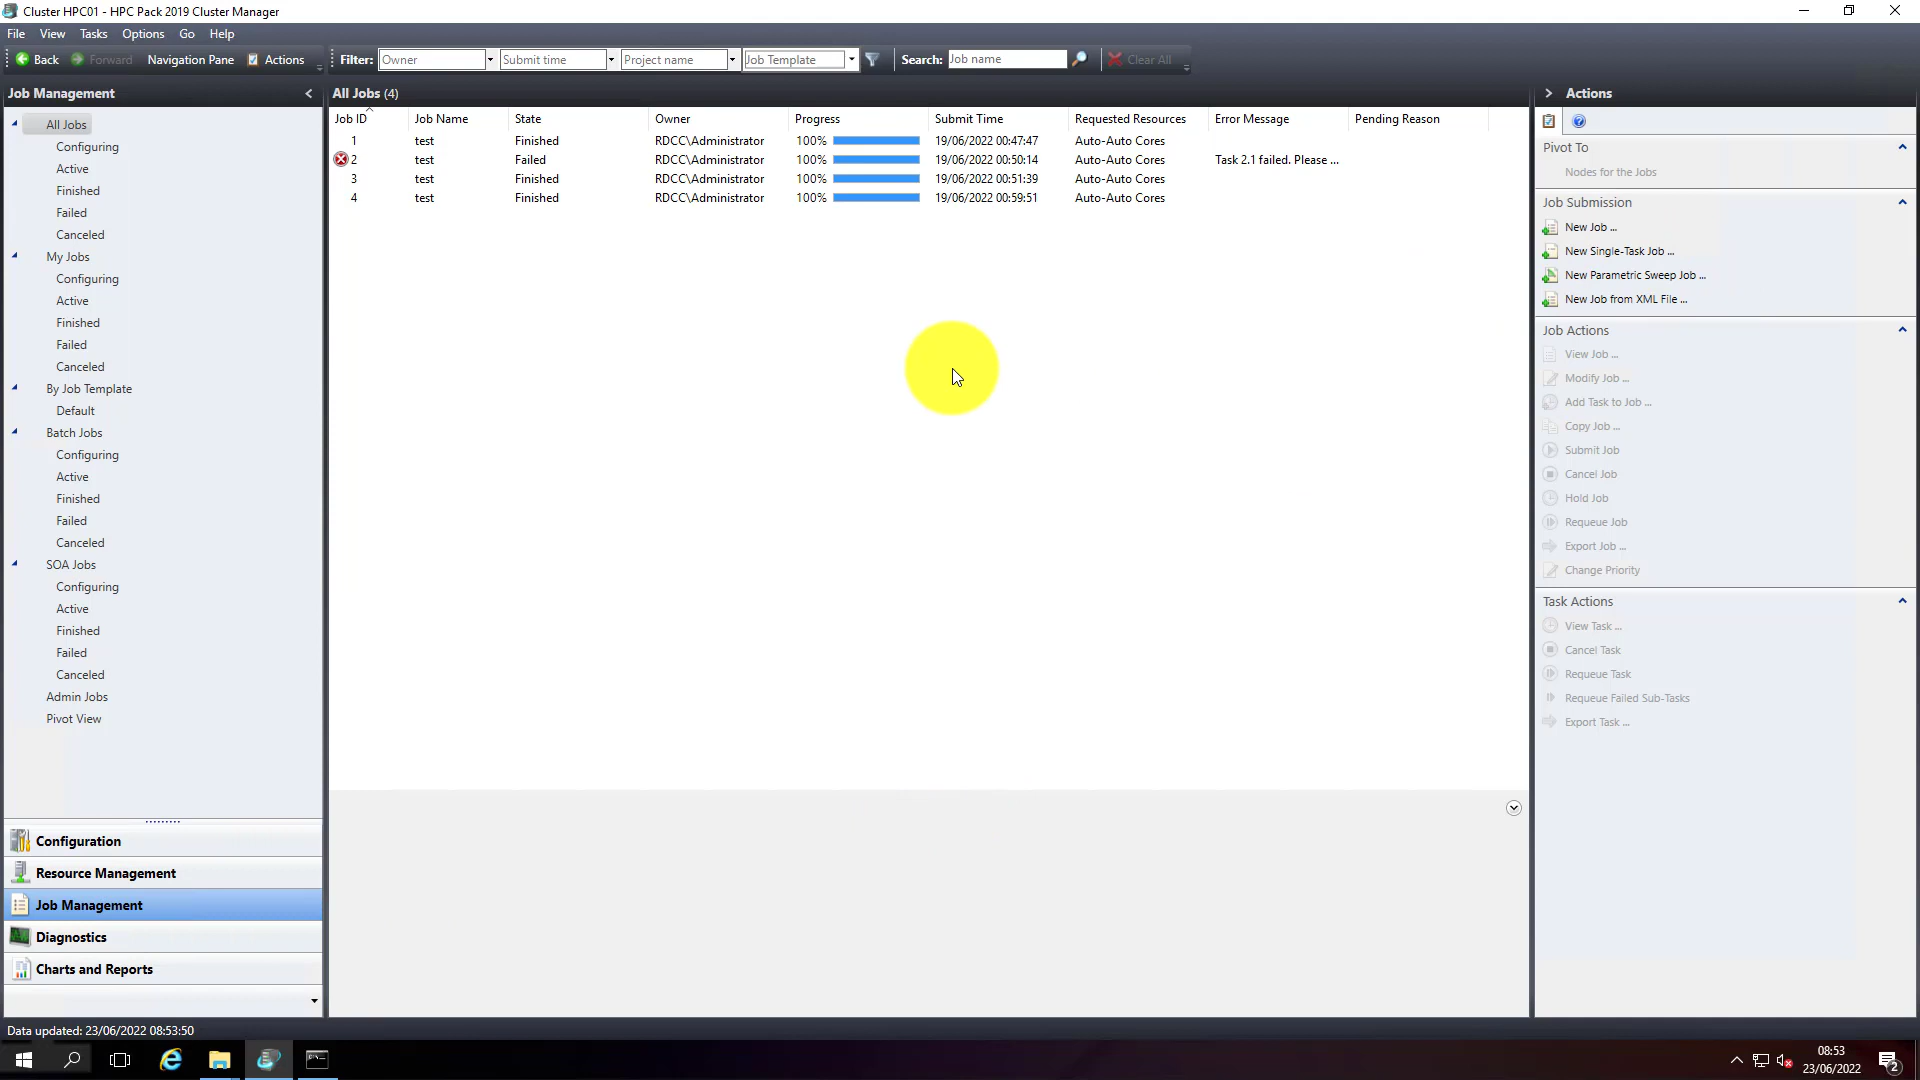 Cluster HPC01 - HPC Pack 2019 Cluster Manager
File View Tasks Options Go Help
Back Forward Navigation Pane Actions Filter: Owner Submit time Project name Job Template Search: Job name Clear All
Job Management
All Jobs
Configuring
Active
Finished
Failed
Canceled
My Jobs
Configuring
Active
Finished
Failed
Canceled
By Job Template
Default
Batch Jobs
Configuring
Active
Finished
Failed
Canceled
SOA Jobs
Configuring
Active
Finished
Failed
Canceled
Admin Jobs
Pivot View
Configuration
Resource Management
Job Management
Diagnostics
Charts and Reports
All Jobs (4)
Job ID Job Name State Owner Progress Submit Time Requested Resources Error Message Pending Reason
1 test Finished RDCC\Administrator 100% 19/06/2022 00:47:47 Auto-Auto Cores
2 test Failed RDCC\Administrator 100% 19/06/2022 00:50:14 Auto-Auto Cores Task 2.1 failed. Please ...
3 test Finished RDCC\Administrator 100% 19/06/2022 00:51:39 Auto-Auto Cores
4 test Finished RDCC\Administrator 100% 19/06/2022 00:59:51 Auto-Auto Cores
Actions
Pivot To
Nodes for the Jobs
Job Submission
New Job ...
New Single-Task Job ...
New Parametric Sweep Job ...
New Job from XML File ...
Job Actions
View Job ...
Modify Job ...
Add Task to Job ...
Copy Job ...
Submit Job
Cancel Job
Hold Job
Requeue Job
Export Job ...
Change Priority
Task Actions
View Task ...
Cancel Task
Requeue Task
Requeue Failed Sub-Tasks
Export Task ...
Data updated: 23/06/2022 08:53:50
08:53
23/06/2022
2